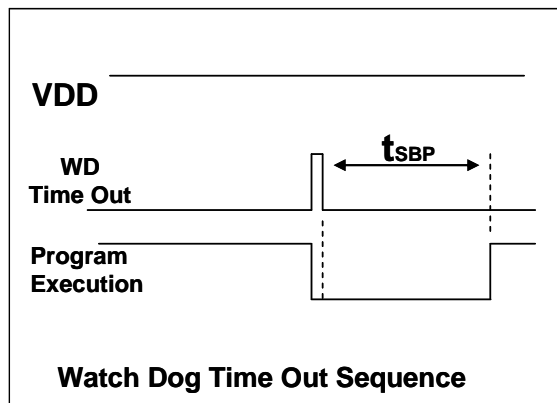 VDD
tSBP
WD
Time Out
Program
Execution
Watch Dog Time Out Sequence